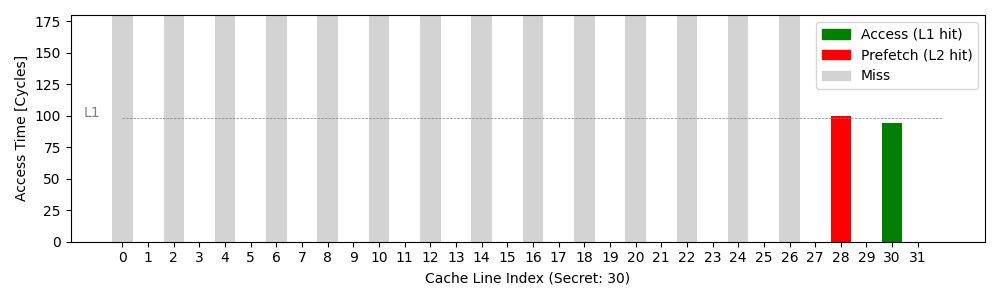 Access Time [Cycles]
175
150
125
100
75
50
25
0
L1
Access (L1 hit)
Prefetch (L2 hit)
Miss
0 1 2 3 4 5 6 7 8 9 10 11 12 13 14 15 16 17 18 19 20 21 22 23 24 25 26 27 28 29 30 31
Cache Line Index (Secret: 30)